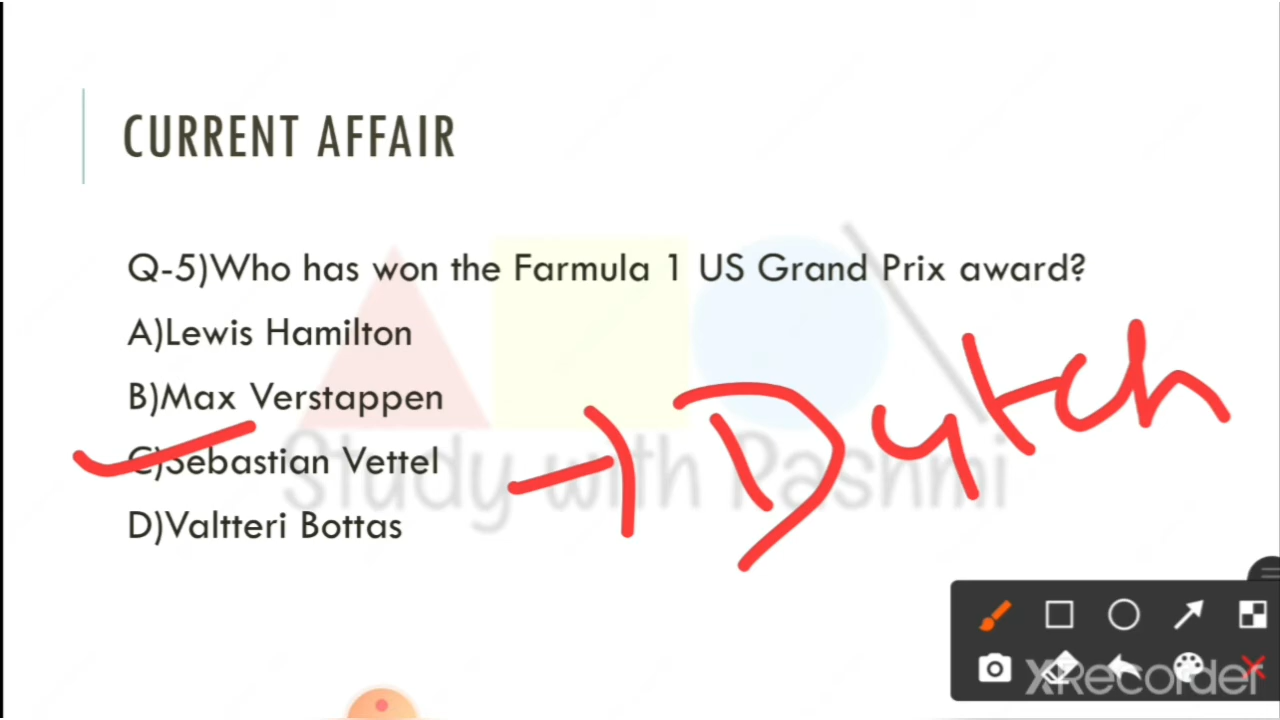 CURRENT AFFAIR
Q-5)Who has won the Farmula 1 US Grand Prix award?
A)Lewis Hamilton
B)Max Verstappen
C)Sebastian Vettel
Dytch
D)Valtteri Bottas
Study with Rashmi
XRecorder